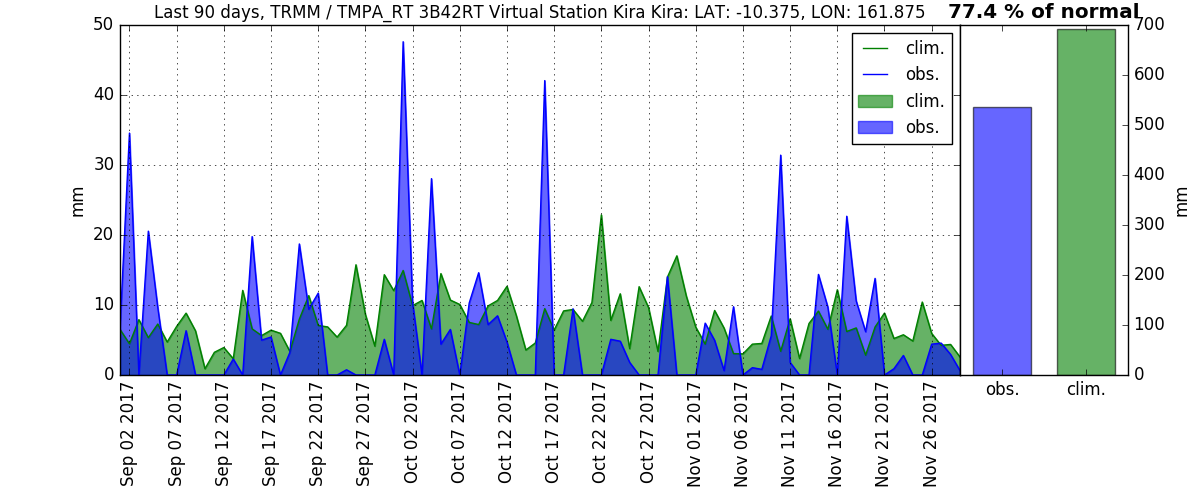 Last 90 days, TRMM / TMPA_RT 3B42RT Virtual Station Kira Kira: LAT: -10.375, LON: 161.875
77.4 % of normal
50
40
30
20
10
0
mm
clim.
obs.
clim.
obs.
Sep 02 2017
Sep 07 2017
Sep 12 2017
Sep 17 2017
Sep 22 2017
Sep 27 2017
Oct 02 2017
Oct 07 2017
Oct 12 2017
Oct 17 2017
Oct 22 2017
Oct 27 2017
Nov 01 2017
Nov 06 2017
Nov 11 2017
Nov 16 2017
Nov 21 2017
Nov 26 2017
700
600
500
400
300
200
100
0
mm
obs.
clim.